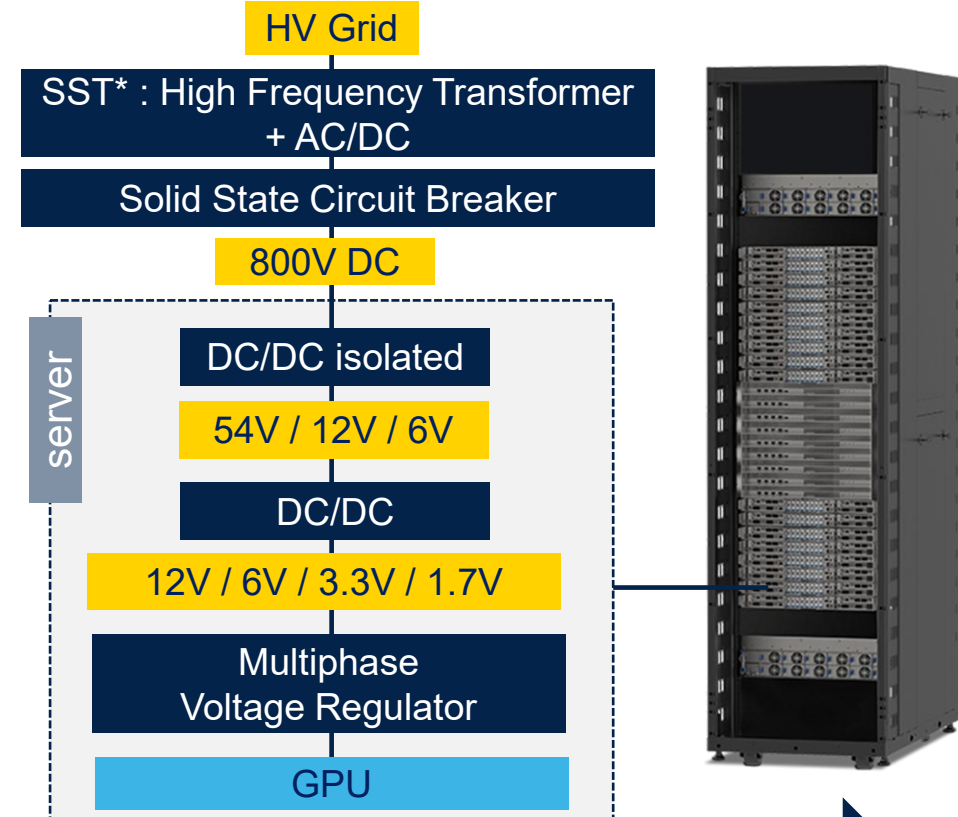 HV Grid
SST* : High Frequency Transformer
+ AC/DC
Solid State Circuit Breaker
800V DC
server
DC/DC isolated
54V / 12V / 6V
DC/DC
12V / 6V / 3.3V / 1.7V
Multiphase
Voltage Regulator
GPU